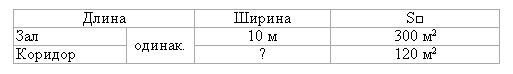 Длина Ширина S□
Зал одинак. 10 м 300 м²
Коридор ? 120 м²